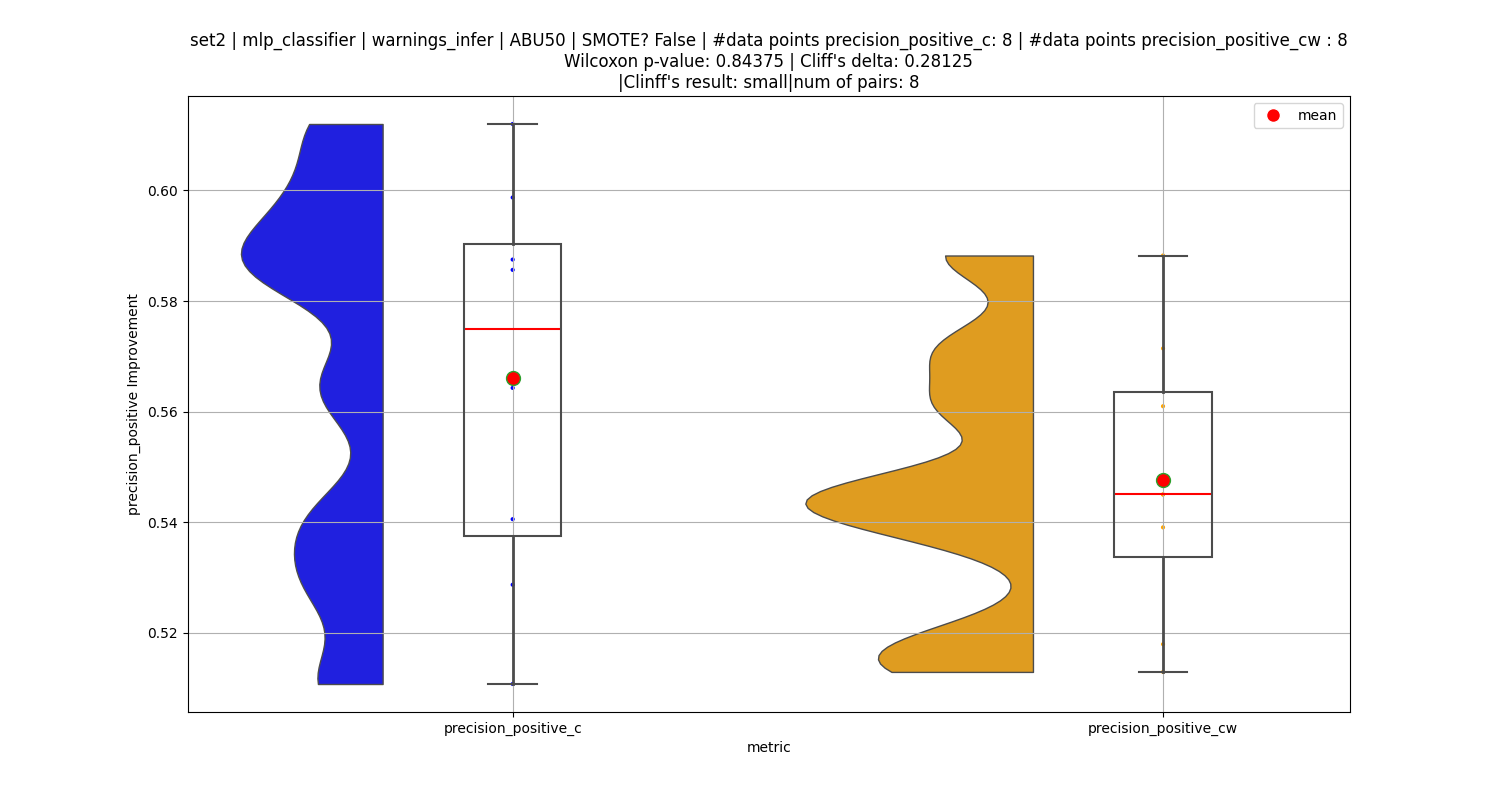 set2 | mlp_classifier | warnings_infer | ABU50 | SMOTE? False | #data points precision_positive_c: 8 | #data points precision_positive_cw : 8
Wilcoxon p-value: 0.84375 | Cliff's delta: 0.28125
|Clinff's result: small|num of pairs: 8
mean
0.60
0.58
0.56
0.54
0.52
precision_positive Improvement
precision_positive_c
precision_positive_cw
metric